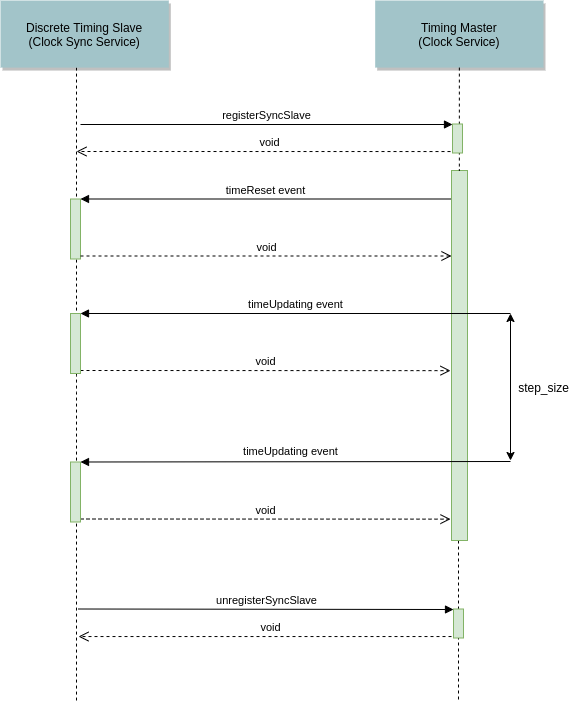 Discrete Timing Slave
(Clock Sync Service)
Timing Master
(Clock Service)
registerSyncSlave
void
timeReset event
void
timeUpdating event
void
step_size
timeUpdating event
void
unregisterSyncSlave
void